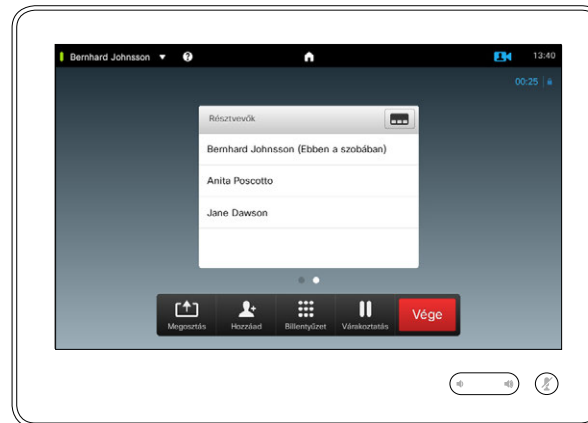 Bernhard Johnsson
13:40
00:25
Résztvevők
Bernhard Johnsson (Ebben a szobában)
Anita Poscotto
Jane Dawson
Megosztás
Hozzáad
Billentyűzet
Várakoztatás
Vége